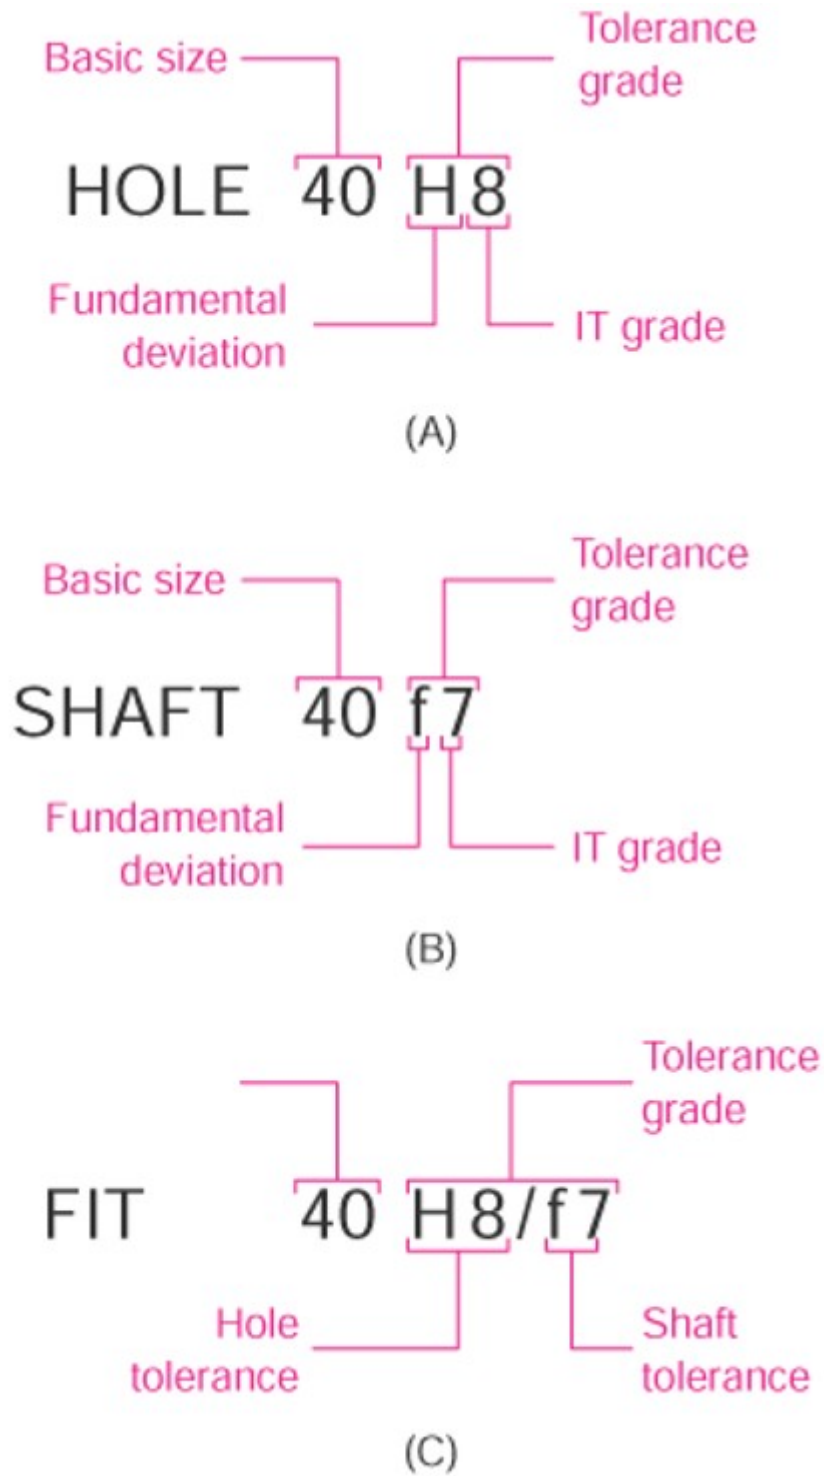 Basic size
Tolerance
grade
HOLE 40 H8
Fundamental
deviation
IT grade
(A)
Basic size
Tolerance
grade
SHAFT 40 f7
Fundamental
deviation
IT grade
(B)
Tolerance
grade
FIT 40 H8/f7
Hole
tolerance
Shaft
tolerance
(C)